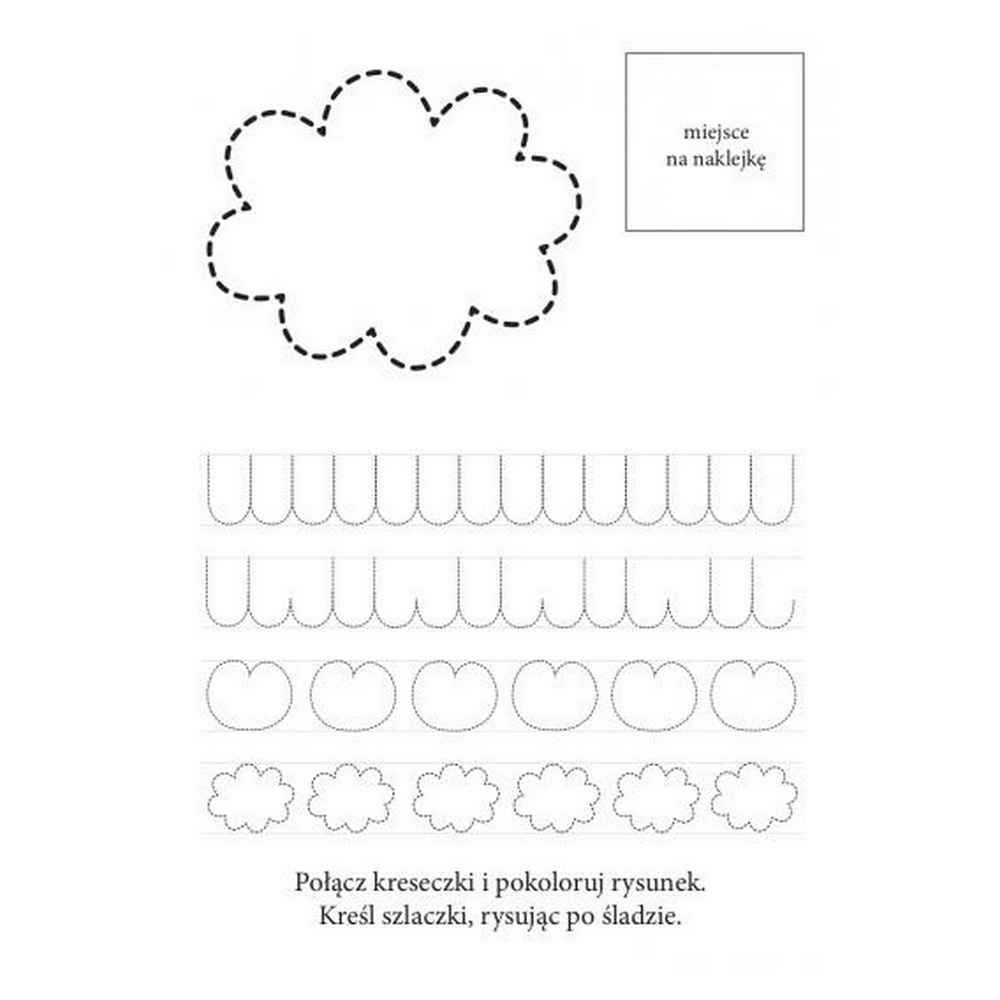 miejsce
na naklejkę
Połącz kreseczki i pokoloruj rysunek.
Kreśl szlaczki, rysując po śladzie.